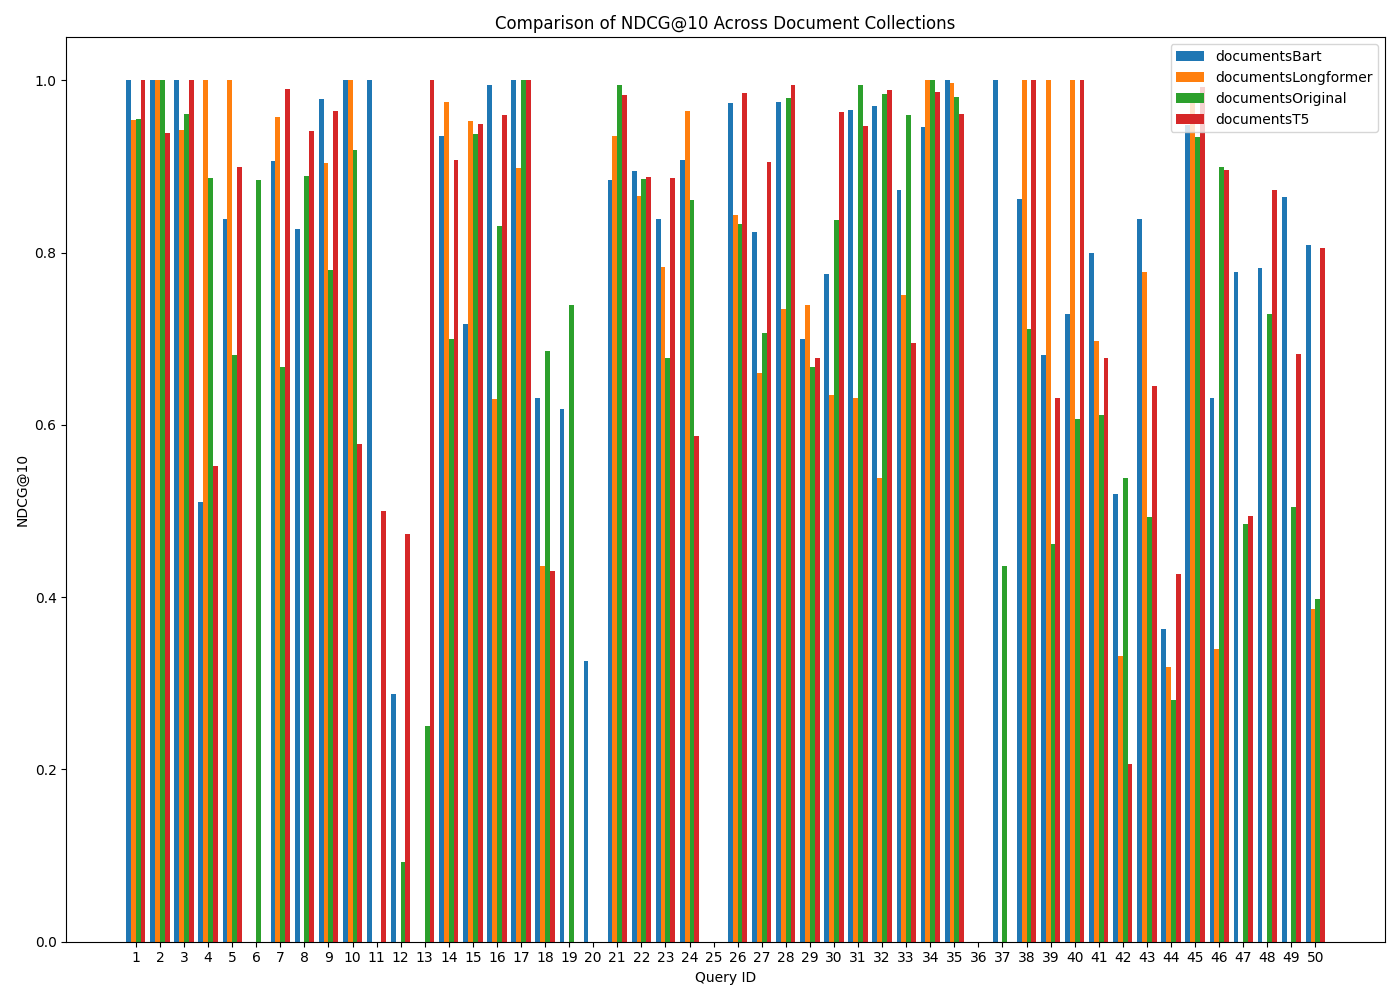 Comparison of NDCG@10 Across Document Collections
documentsBart
documentsLongformer
documentsOriginal
documentsT5
NDCG@10
1.0
0.8
0.6
0.4
0.2
0.0
1 2 3 4 5 6 7 8 9 10 11 12 13 14 15 16 17 18 19 20 21 22 23 24 25 26 27 28 29 30 31 32 33 34 35 36 37 38 39 40 41 42 43 44 45 46 47 48 49 50
Query ID